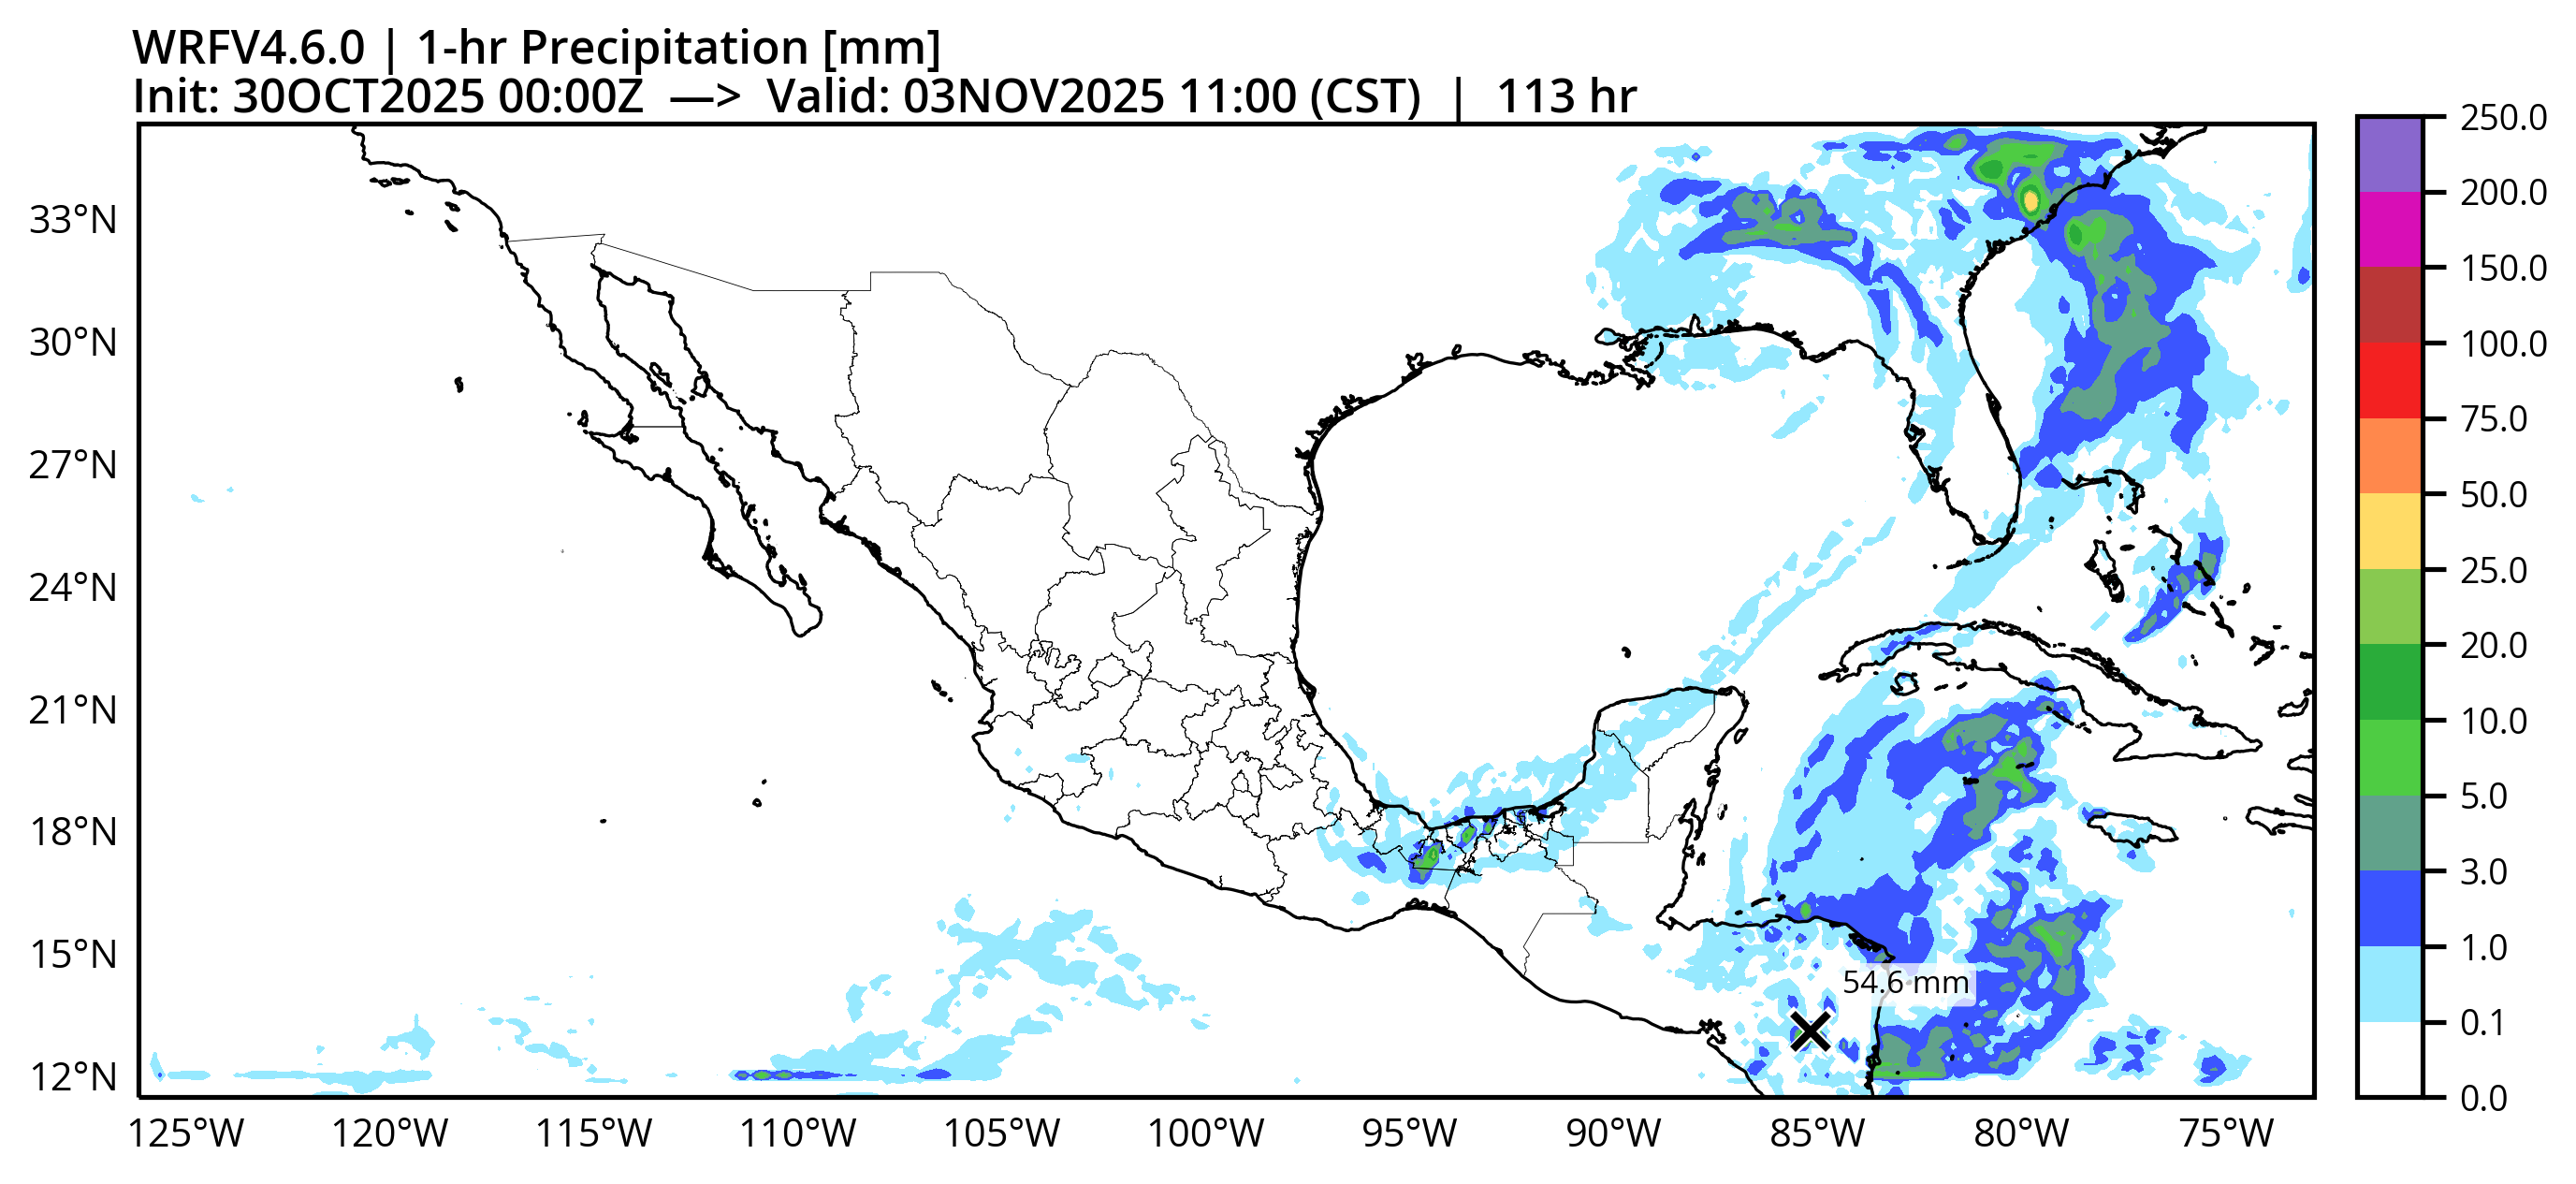 WRFV4.6.0 | 1-hr Precipitation [mm]
Init: 30OCT2025 00:00Z —> Valid: 03NOV2025 11:00 (CST) | 113 hr
33°N
30°N
27°N
24°N
21°N
18°N
15°N
12°N
125°W 120°W 115°W 110°W 105°W 100°W 95°W 90°W 85°W 80°W 75°W
54.6 mm
250.0
200.0
150.0
100.0
75.0
50.0
25.0
20.0
10.0
5.0
3.0
1.0
0.1
0.0